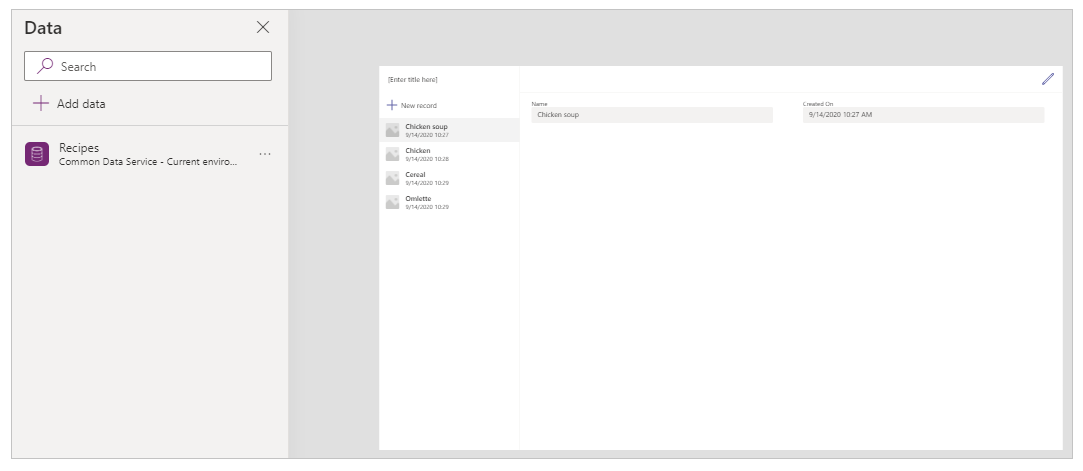 Data
Search
Add data
Recipes
Common Data Service - Current enviro...
[Enter title here]
New record
Chicken soup
9/14/2020 10:27
Chicken
9/14/2020 10:28
Cereal
9/14/2020 10:29
Omlette
9/14/2020 10:29
Name
Chicken soup
Created On
9/14/2020 10:27 AM